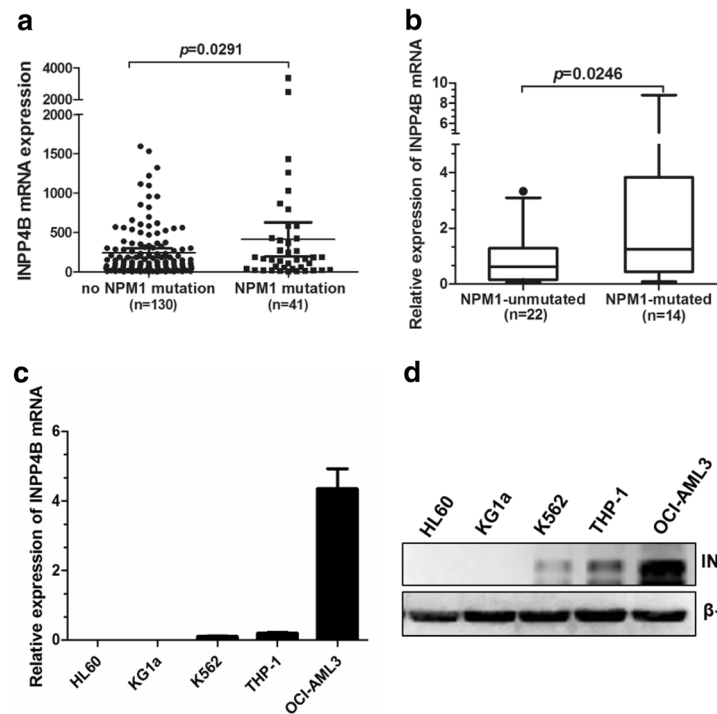 a
p=0.0291
INPP4B mRNA expression
4000
2000
2000
1500
1000
500
0
no NPM1 mutation
(n=130)
NPM1 mutation
(n=41)
b
p=0.0246
Relative expression of INPP4B mRNA
10
8
6
4
2
0
NPM1-unmutated
(n=22)
NPM1-mutated
(n=14)
c
Relative expression of INPP4B mRNA
6
4
2
0
HL60
KG1a
K562
THP-1
OCI-AML3
d
HL60
KG1a
K562
THP-1
OCI-AML3
IN
β-